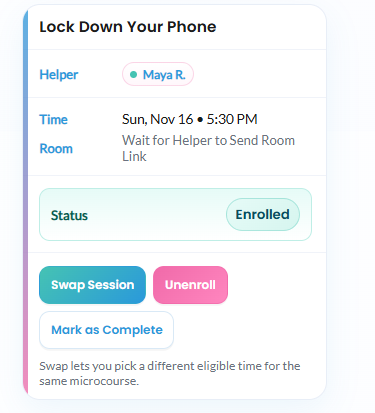 Lock Down Your Phone
Helper
Maya R.
Time
Sun, Nov 16 • 5:30 PM
Room
Wait for Helper to Send Room
Link
Status
Enrolled
Swap Session
Unenroll
Mark as Complete
Swap lets you pick a different eligible time for the
same microcourse.